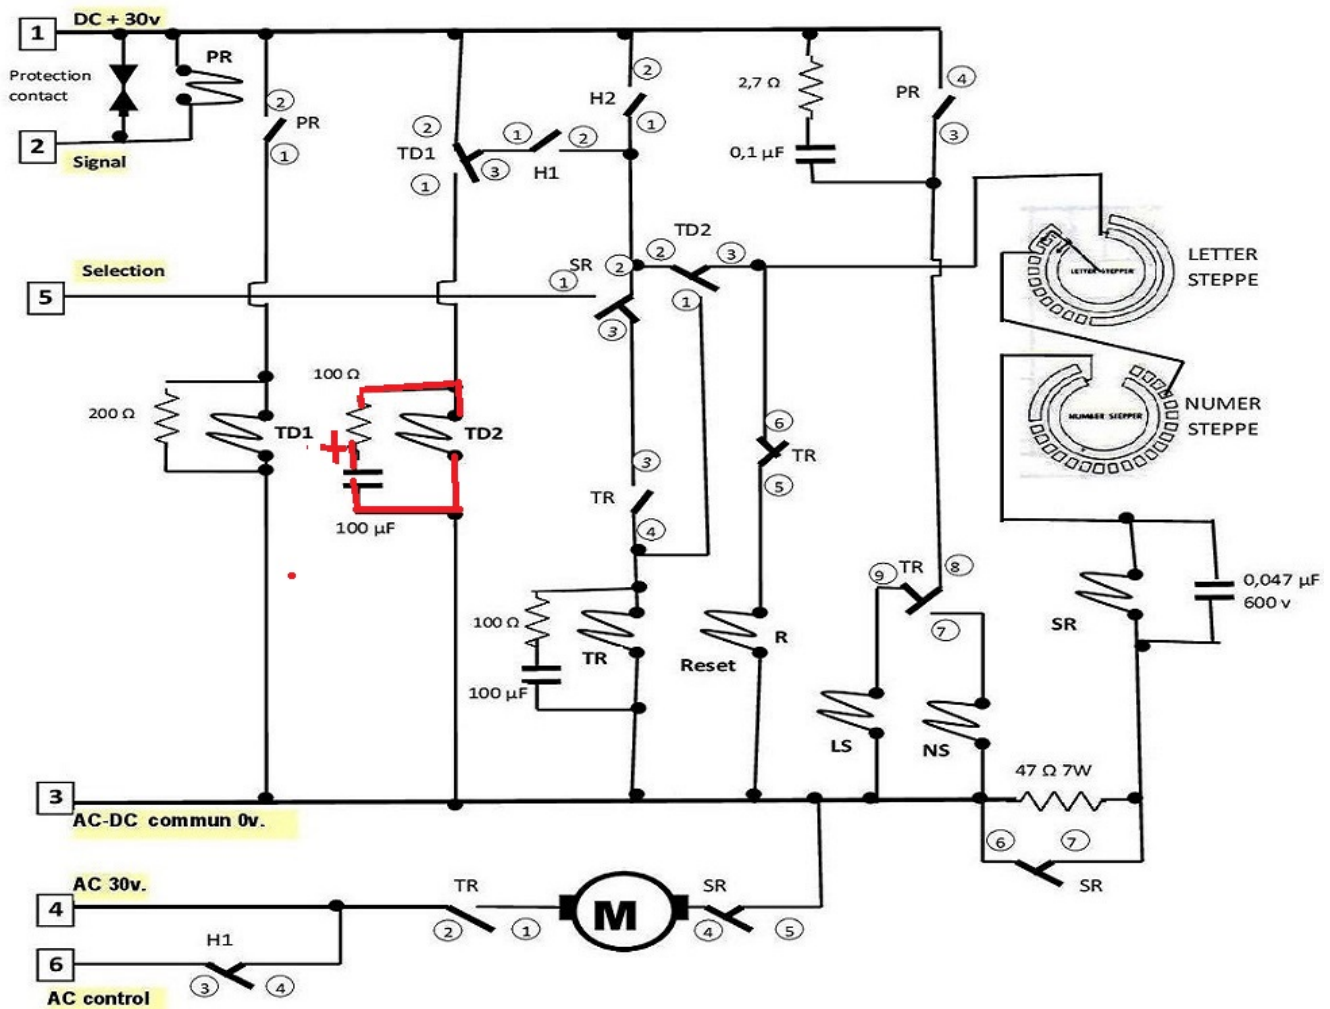 DC + 30v
1
PR
2
4
Protection
contact
2
PR
H2
2,7 Ω
PR
3
1
1
2
Signal
1
2
2
TD1
3
H1
0,1 µF
1
TD2
Selection
SR
2
2
3
LETTER
STEPPE
LETTER STEPPER
5
1
3
1
100 Ω
200 Ω
TD1
TD2
+
6
TR
5
NUMBER STEPPER
NUMER
STEPPE
3
TR
4
100 µF
9
TR
8
7
0,047 µF
600 v
SR
100 Ω
TR
R
Reset
100 µF
LS
NS
47 Ω 7W
3
AC-DC commun 0v.
6
7
SR
AC 30v.
4
TR
2
1
M
SR
4
5
H1
6
3
4
AC control